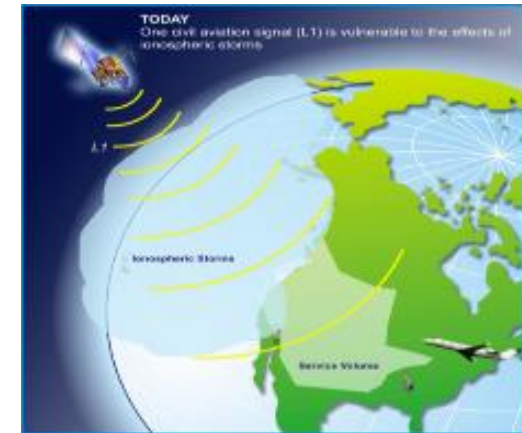 TODAY
One civil aviation signal (L1) is vulnerable to the effects of
ionospheric storms
L1
Ionospheric Storms
Service Volume